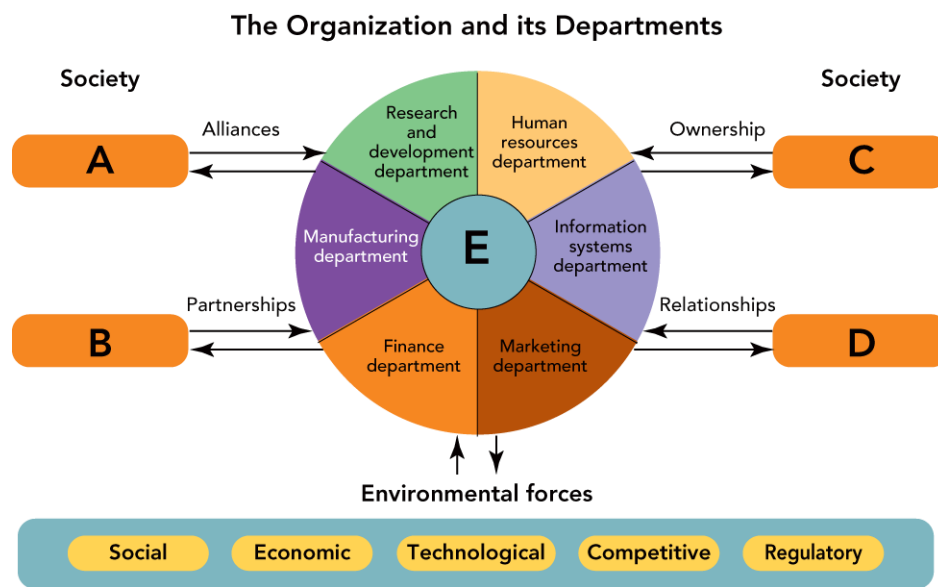 The Organization and its Departments
Society
Society
Alliances
Ownership
A
C
Research
and
development
department
Human
resources
department
Manufacturing
department
E
Information
systems
department
Partnerships
Relationships
B
D
Finance
department
Marketing
department
Environmental forces
Social
Economic
Technological
Competitive
Regulatory